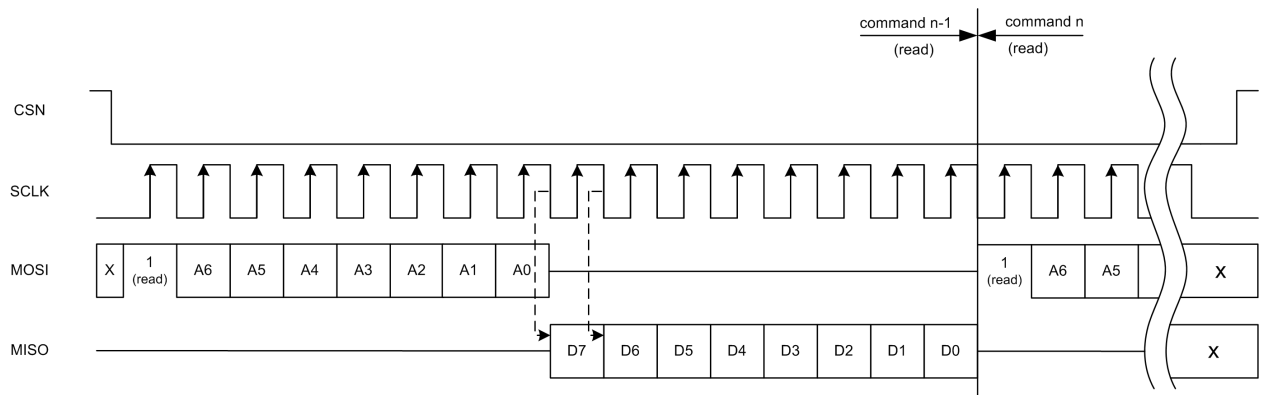 command n-1
command n
(read)
(read)
CSN
SCLK
MOSI
X
1
(read)
A6
A5
A4
A3
A2
A1
A0
1
(read)
A6
A5
X
MISO
D7
D6
D5
D4
D3
D2
D1
D0
X